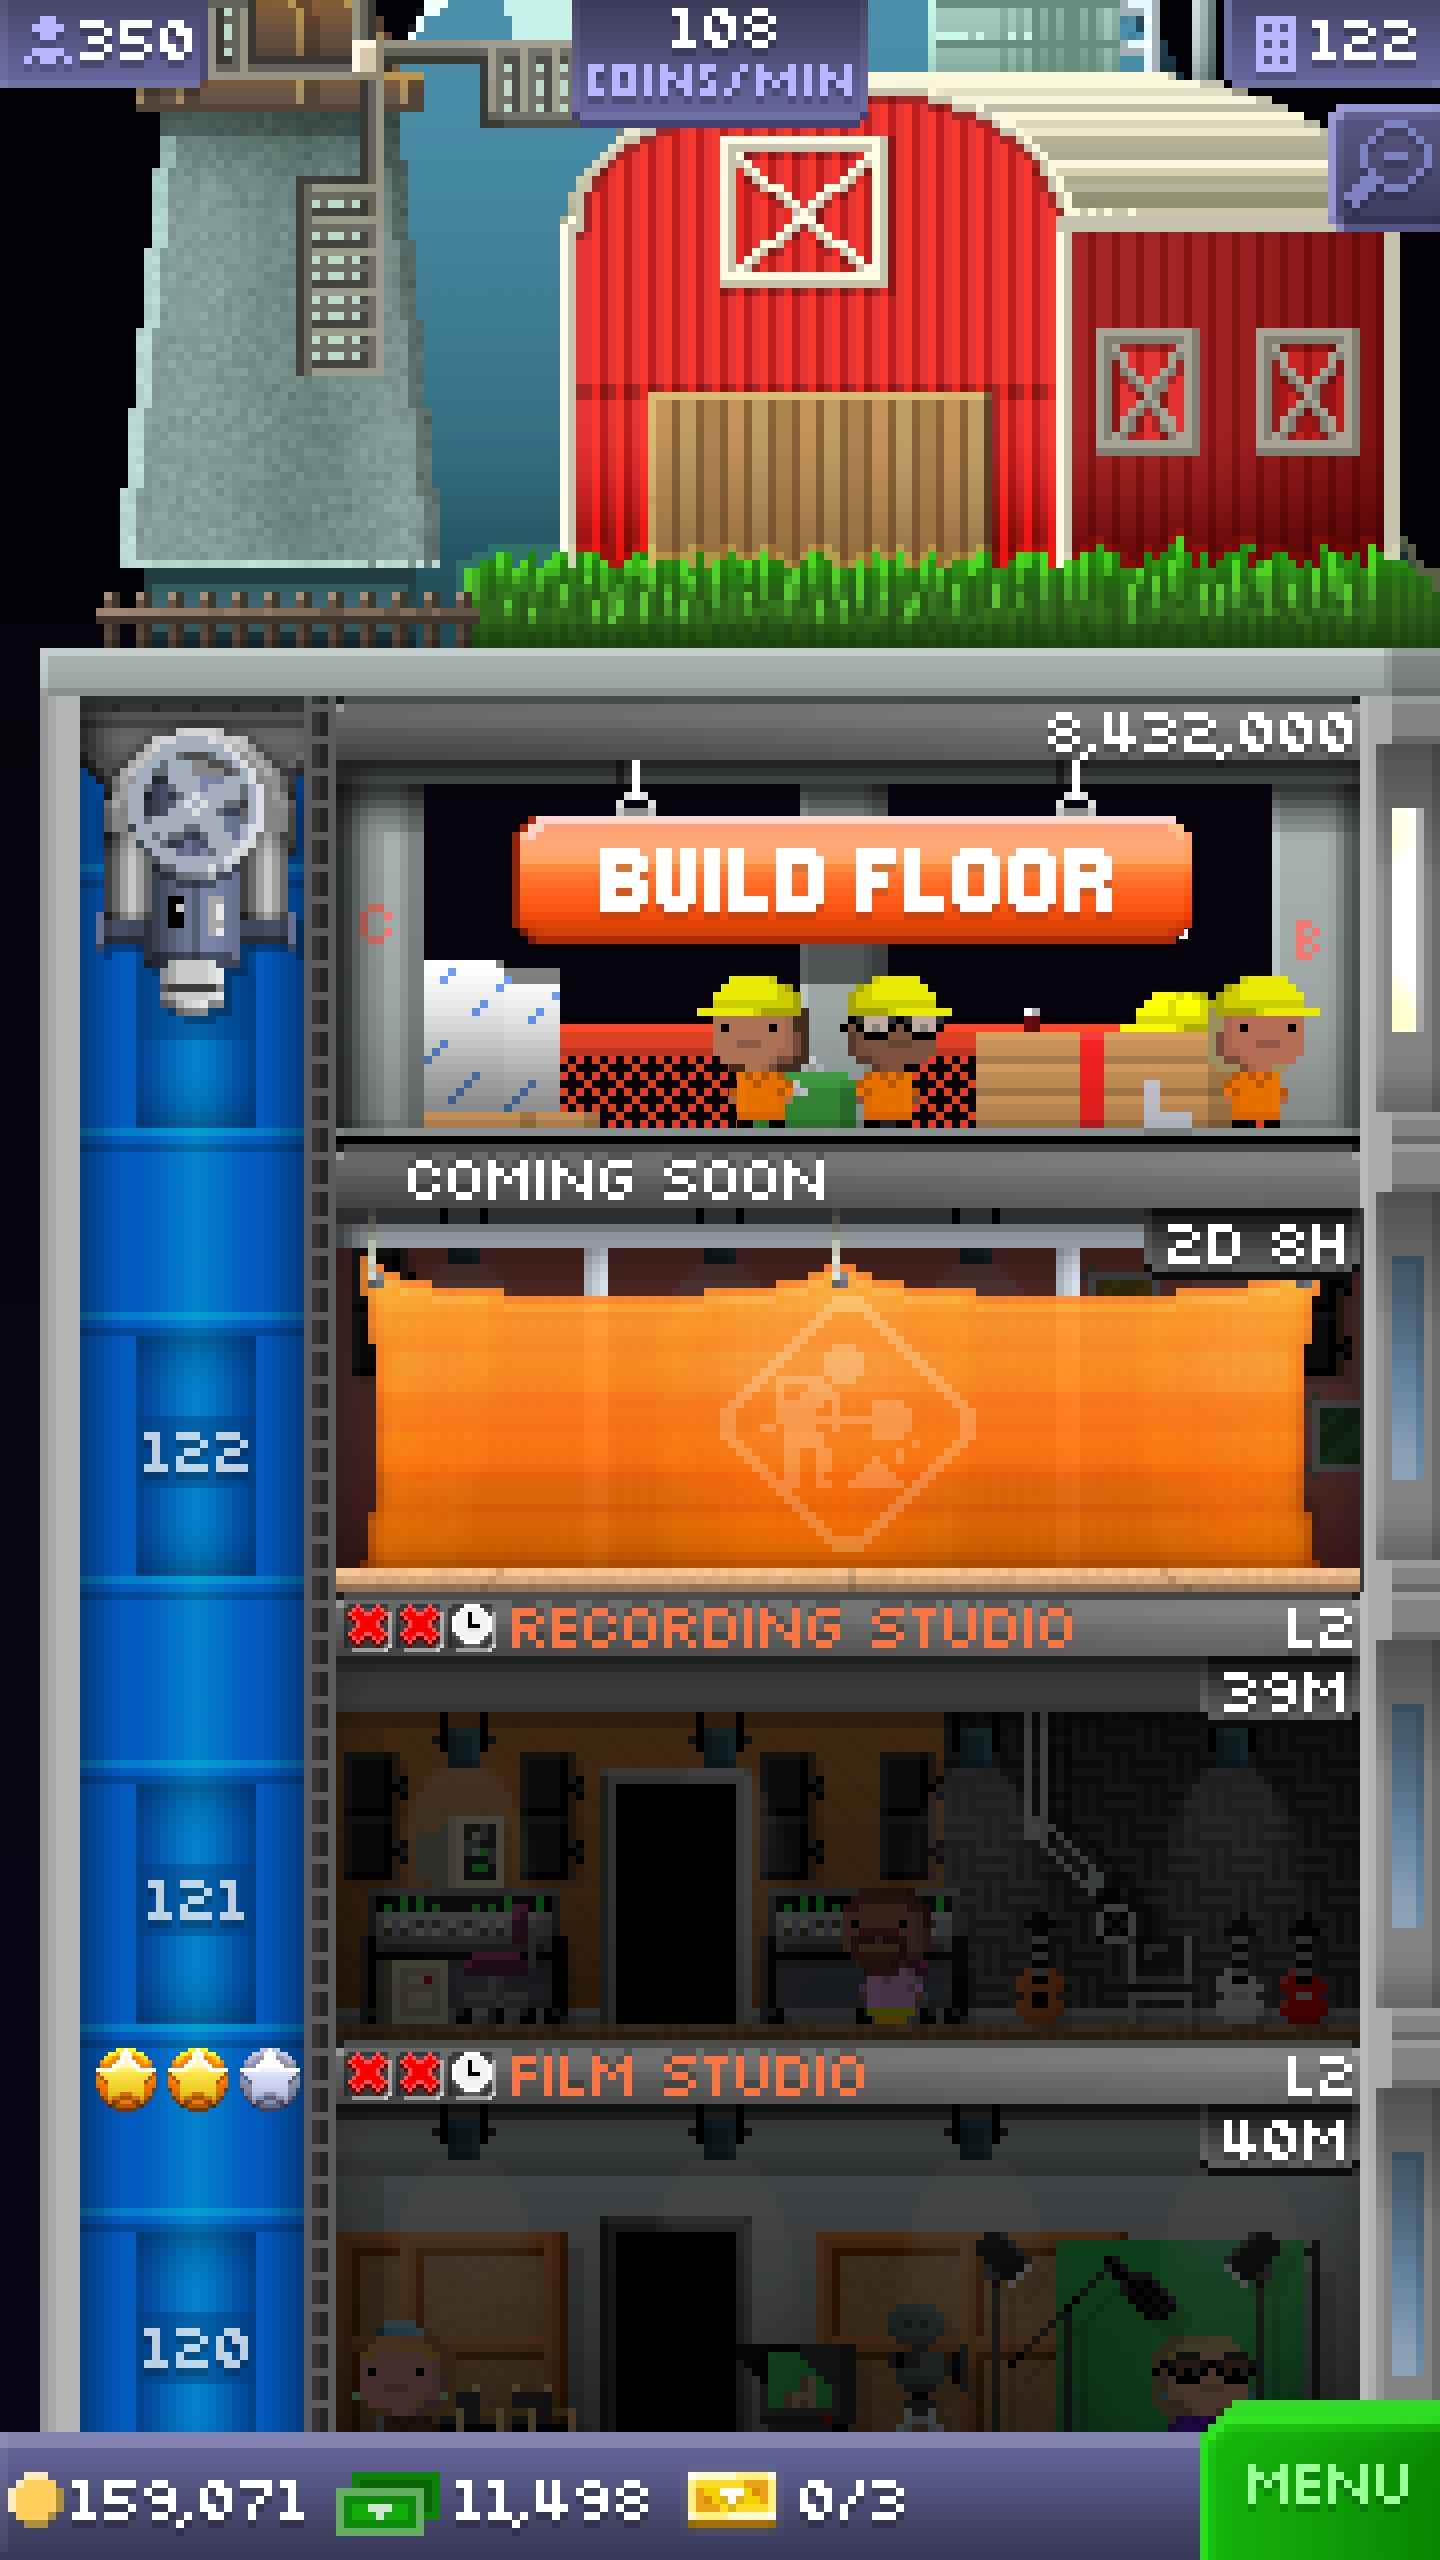 350
108
COINS/MIN
122
8,432,000
BUILD FLOOR
C
B
COMING SOON
2D 8H
122
RECORDING STUDIO
L2
39M
121
FILM STUDIO
L2
40M
120
159,071
11,498
0/3
MENU